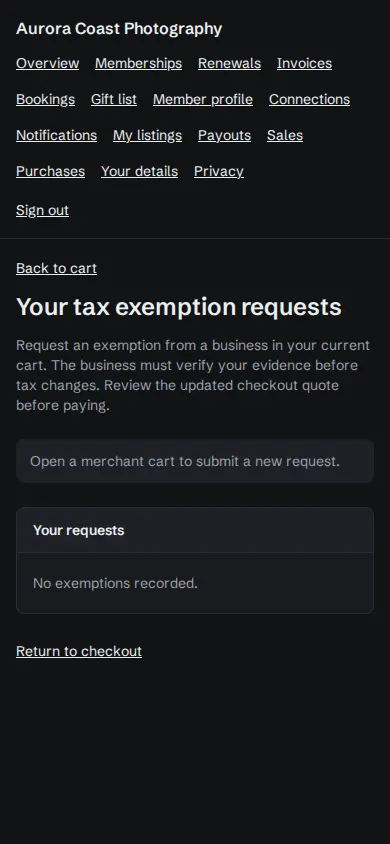 Aurora Coast Photography
Overview Memberships Renewals Invoices
Bookings Gift list Member profile Connections
Notifications My listings Payouts Sales
Purchases Your details Privacy
Sign out
Back to cart
Your tax exemption requests
Request an exemption from a business in your current
cart. The business must verify your evidence before
tax changes. Review the updated checkout quote
before paying.
Open a merchant cart to submit a new request.
Your requests
No exemptions recorded.
Return to checkout